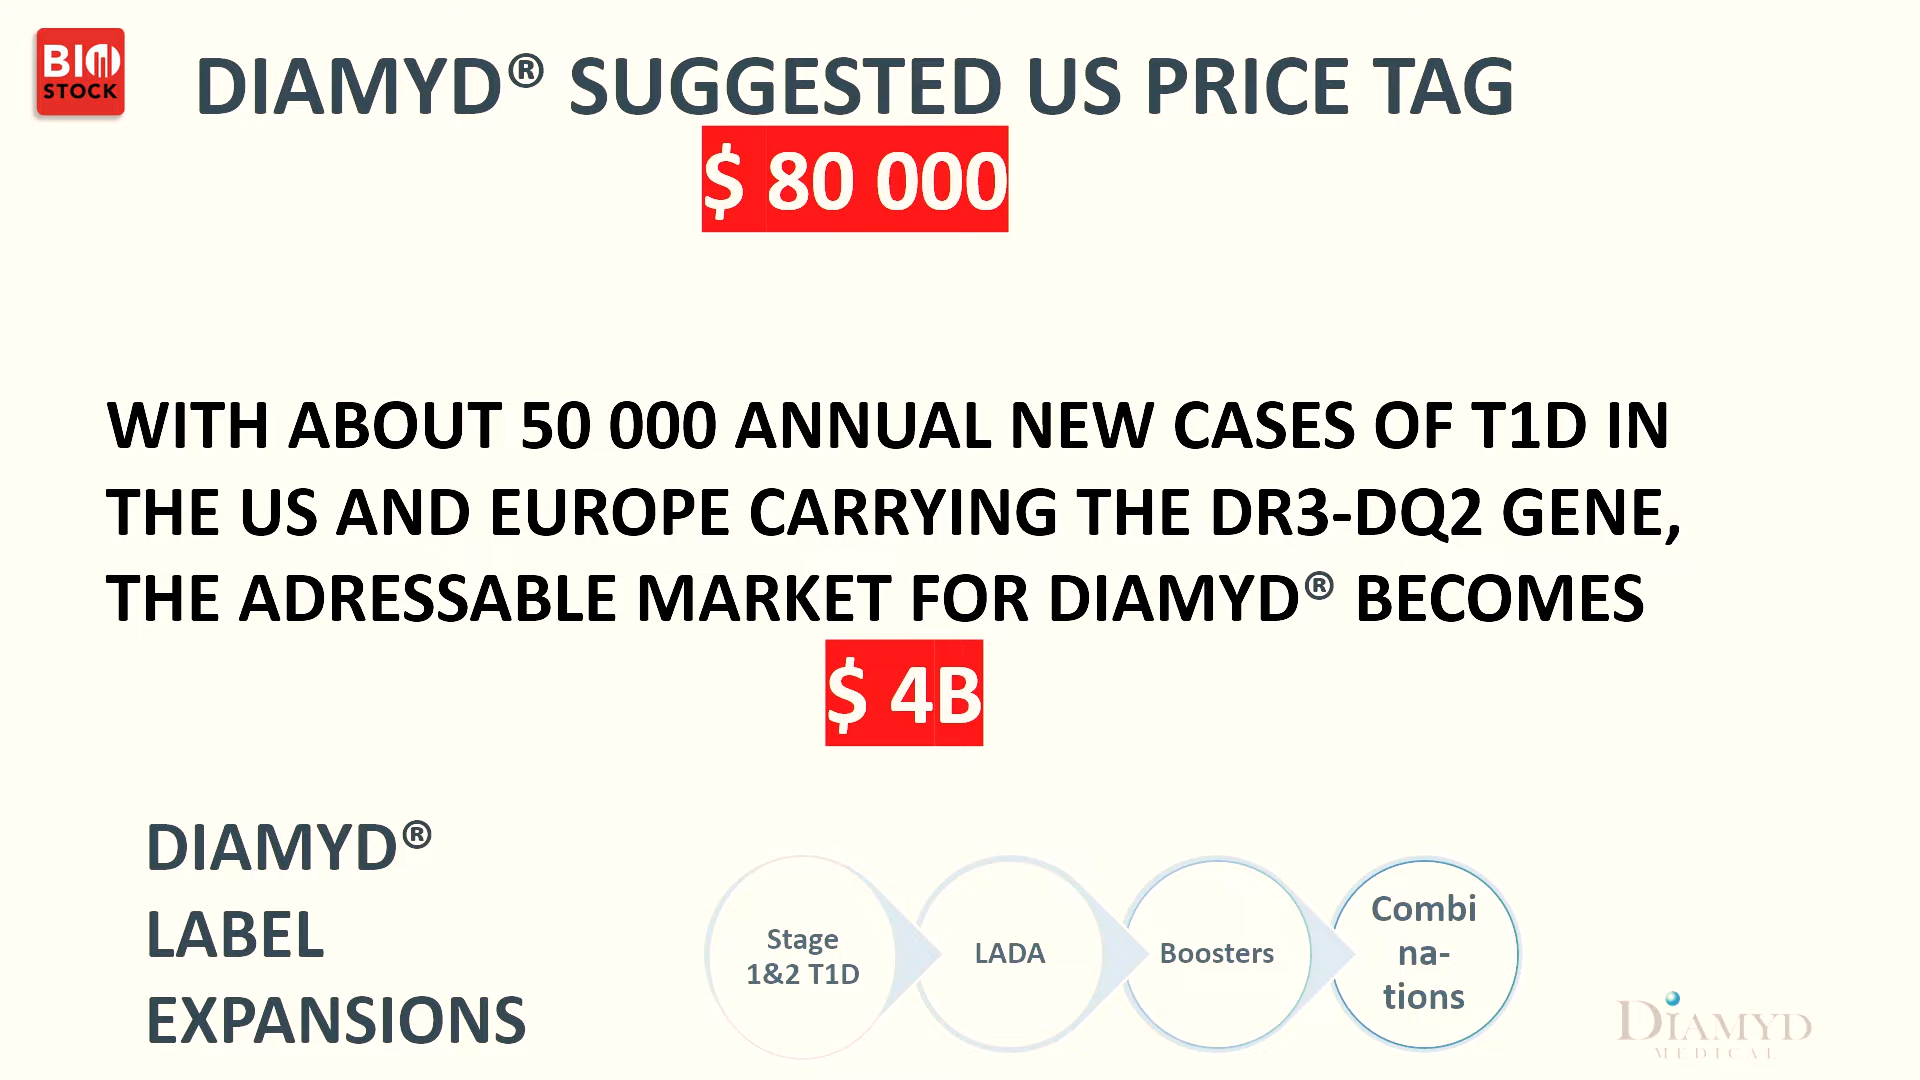 BIO
STOCK
DIAMYD® SUGGESTED US PRICE TAG
$ 80 000
WITH ABOUT 50 000 ANNUAL NEW CASES OF T1D IN
THE US AND EUROPE CARRYING THE DR3-DQ2 GENE,
THE ADRESSABLE MARKET FOR DIAMYD® BECOMES
$ 4B
DIAMYD®
LABEL
EXPANSIONS
Stage
1&2 T1D
LADA
Boosters
Combi
na-
tions
DIAMYD
MEDICAL